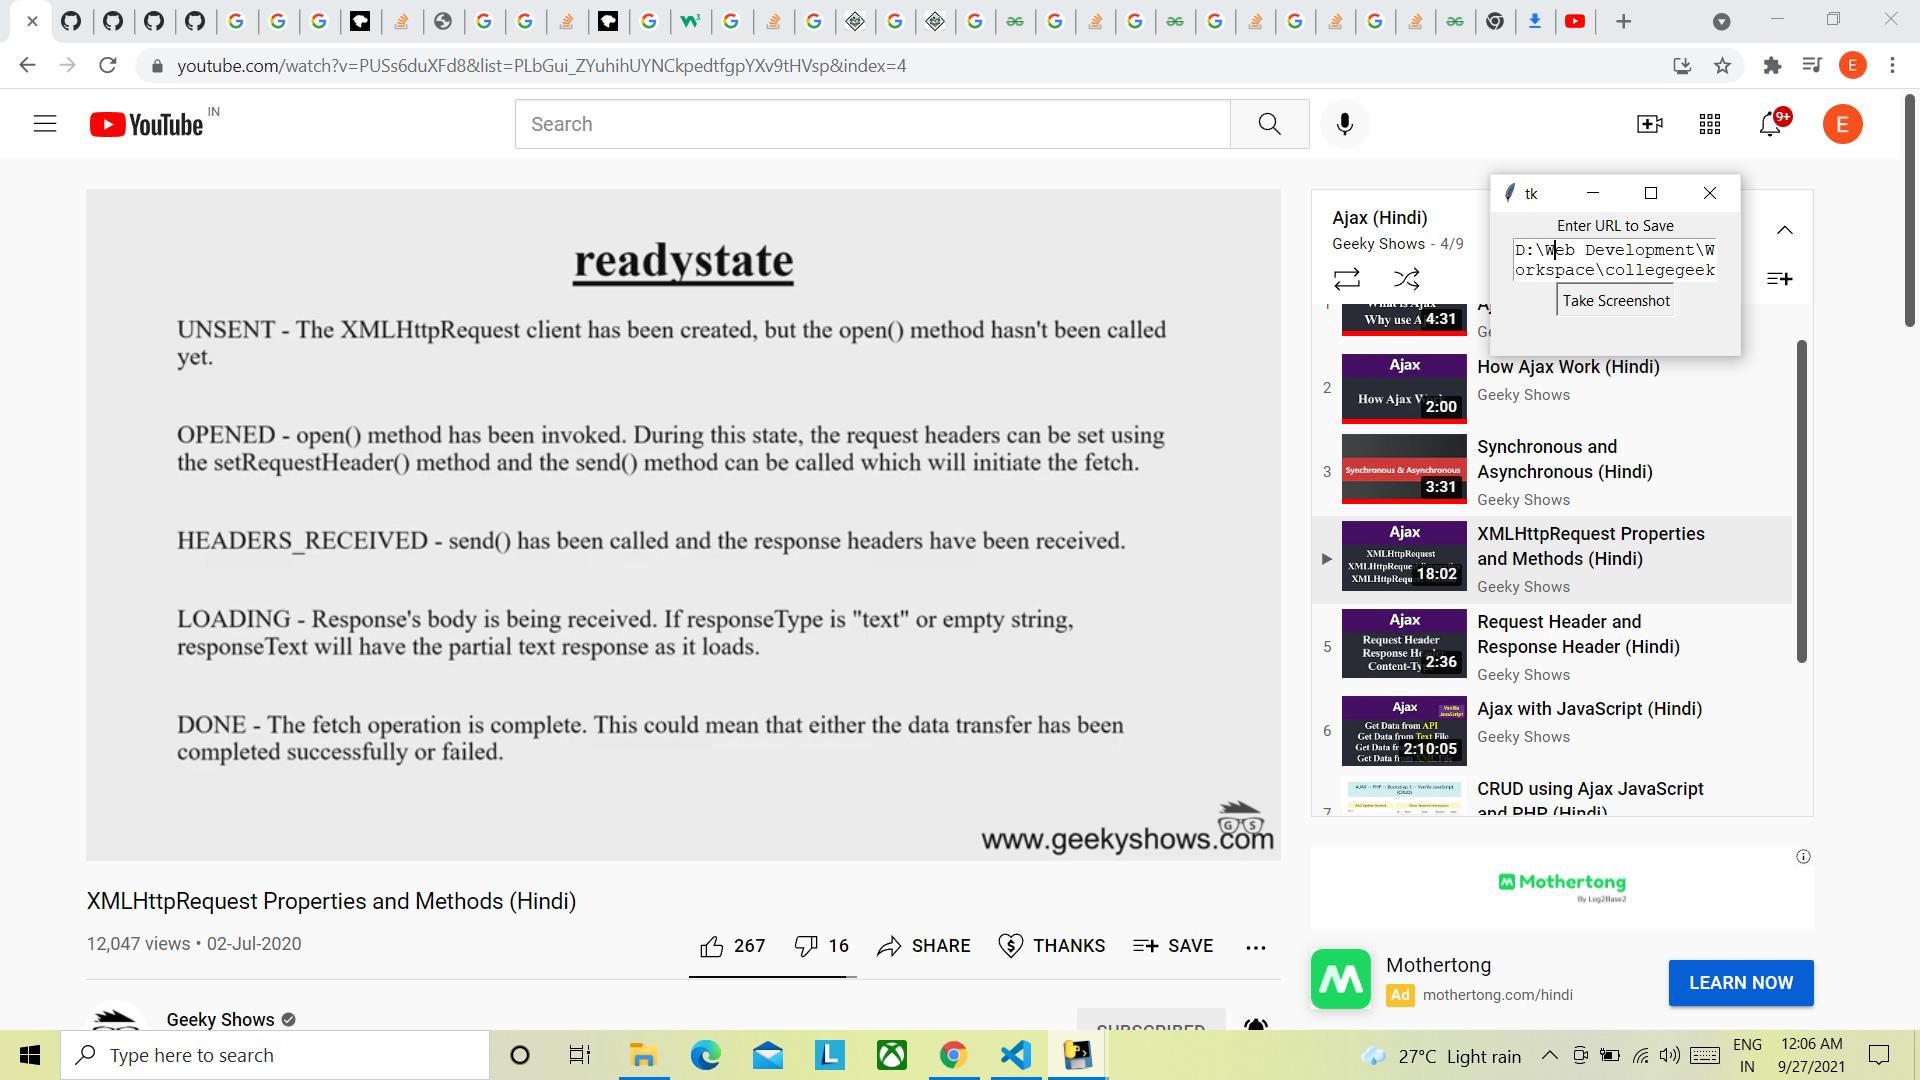 youtube.com/watch?v=PUSs6duXFd8&list=PLbGui_ZYuhihUYNCkpedtfgpYXv9tHVsp&index=4
E
YouTube IN
Search
9+
E
readystate
UNSENT - The XMLHttpRequest client has been created, but the open() method hasn't been called
yet.
OPENED - open() method has been invoked. During this state, the request headers can be set using
the setRequestHeader() method and the send() method can be called which will initiate the fetch.
HEADERS_RECEIVED - send() has been called and the response headers have been received.
LOADING - Response's body is being received. If responseType is "text" or empty string,
responseText will have the partial text response as it loads.
DONE - The fetch operation is complete. This could mean that either the data transfer has been
completed successfully or failed.
G S
www.geekyshows.com
XMLHttpRequest Properties and Methods (Hindi)
12,047 views • 02-Jul-2020
267
16
SHARE
THANKS
SAVE
Geeky Shows
SUBSCRIBED
tk
Enter URL to Save
D:\Web Development\W
orkspace\collegegeek
Take Screenshot
Ajax (Hindi)
Geeky Shows - 4/9
Why use
4:31
2
Ajax
How Ajax
2:00
How Ajax Work (Hindi)
Geeky Shows
3
Synchronous & Asynchronous
3:31
Synchronous and
Asynchronous (Hindi)
Geeky Shows
Ajax
XMLHttpRequest
18:02
XMLHttpRequest Properties
and Methods (Hindi)
Geeky Shows
5
Ajax
Request Header
Response
2:36
Request Header and
Response Header (Hindi)
Geeky Shows
6
Ajax
Vanilla
JavaScript
Get Data from API
Get Data from Text File
Get Data
2:10:05
Get Data
Ajax with JavaScript (Hindi)
Geeky Shows
7
CRUD using Ajax JavaScript
and PHP (Hindi)
Mothertong
By Log2Base2
Mothertong
Ad mothertong.com/hindi
LEARN NOW
Type here to search
27°C Light rain
ENG
IN
12:06 AM
9/27/2021